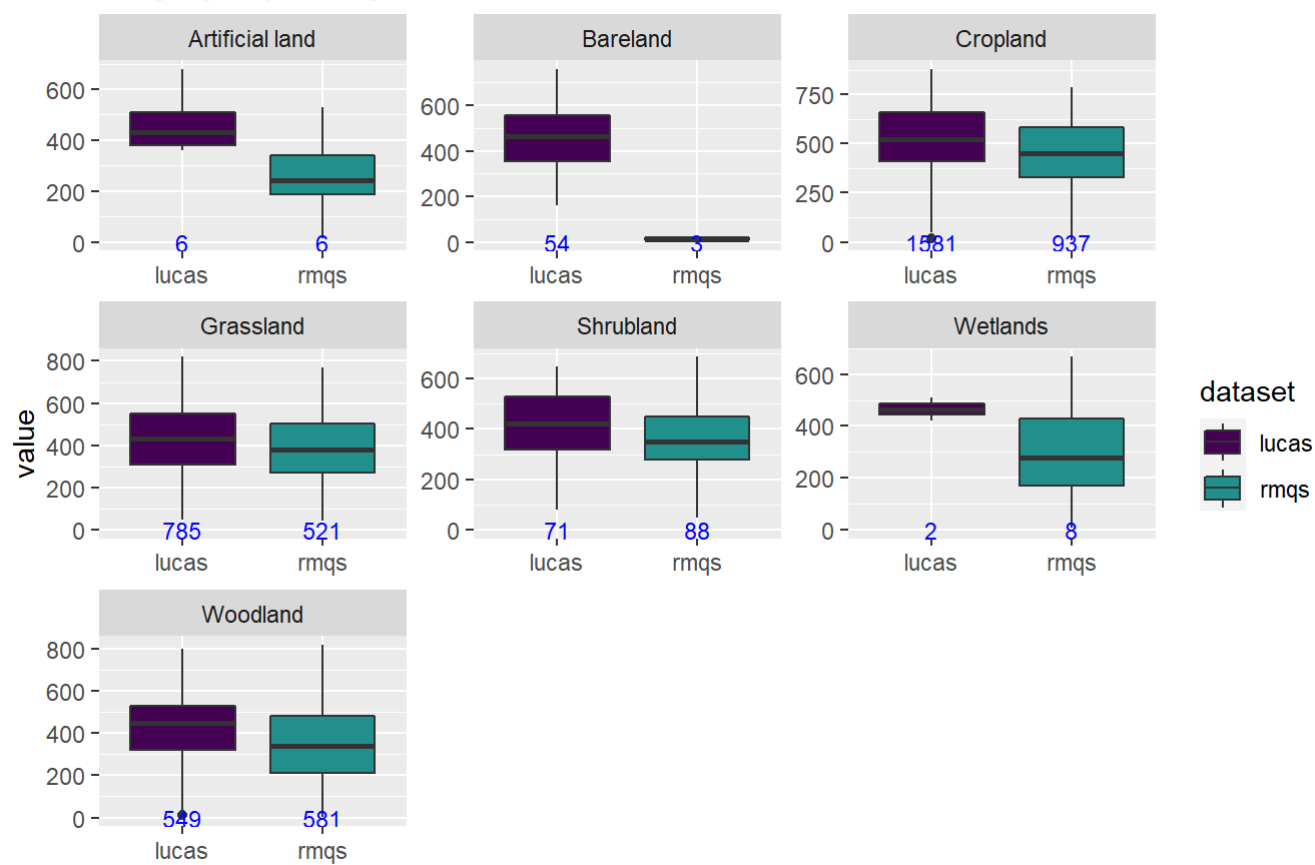 Artificial land Bareland Cropland
600 600 750
400 400 500
200 200 250
0 6 6 0 54 3 0 1581 937
lucas rmqs lucas rmqs lucas rmqs
Grassland Shrubland Wetlands
800 600 600
600 400 400
400 200 200
200
0 785 521 0 71 88 0 2 8
lucas rmqs lucas rmqs lucas rmqs
Woodland
800
600
400
200
0 549 581
lucas rmqs
value
dataset
lucas
rmqs